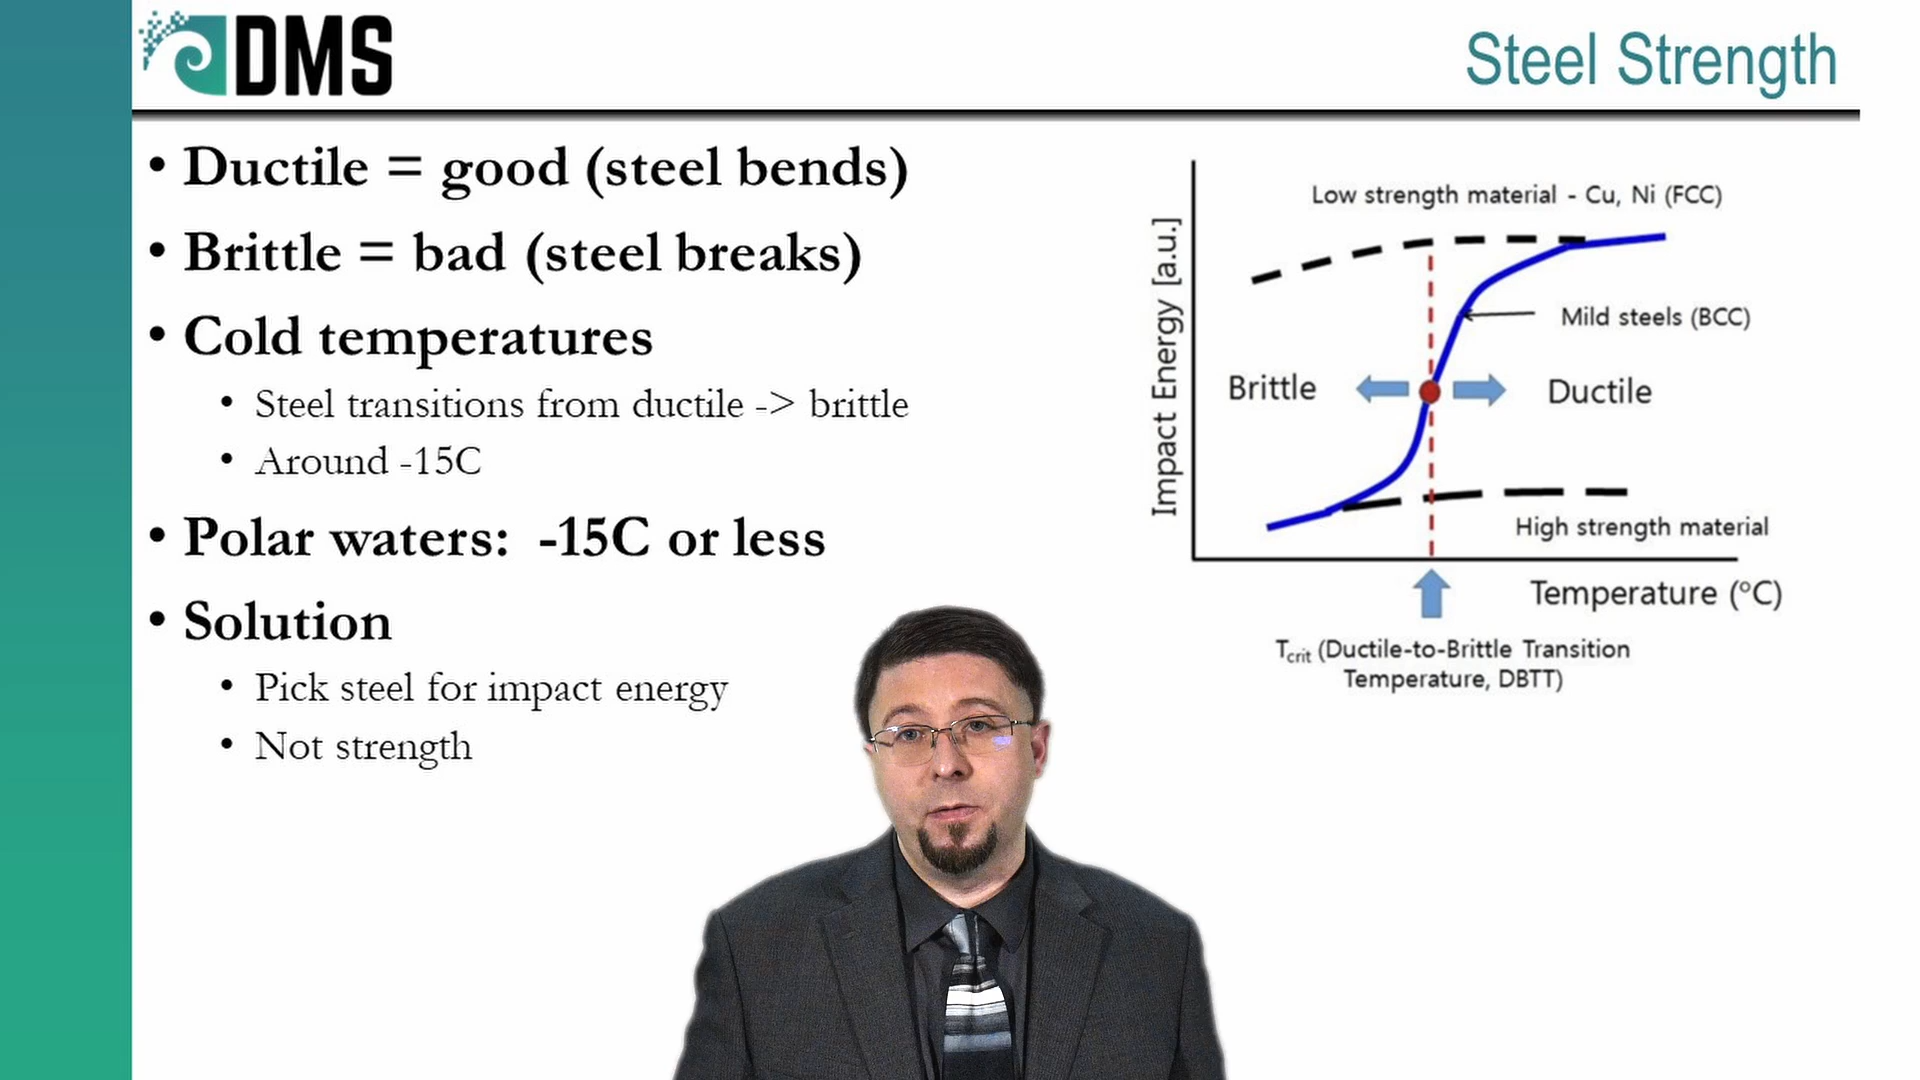 DMS
Steel Strength
• Ductile = good (steel bends)
• Brittle = bad (steel breaks)
• Cold temperatures
• Steel transitions from ductile -> brittle
• Around -15C
• Polar waters: -15C or less
• Solution
• Pick steel for impact energy
• Not strength
Impact Energy [a.u.]
Low strength material - Cu, Ni (FCC)
Mild steels (BCC)
Brittle
Ductile
High strength material
Temperature (°C)
Tcrit (Ductile-to-Brittle Transition
Temperature, DBTT)